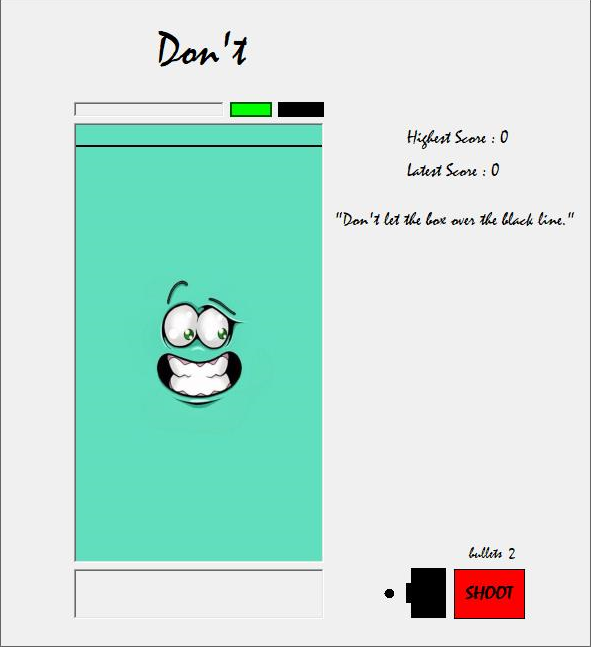 Don't
Highest Score : 0
Latest Score : 0
"Don't let the box over the black line."
bullets 2
SHOOT